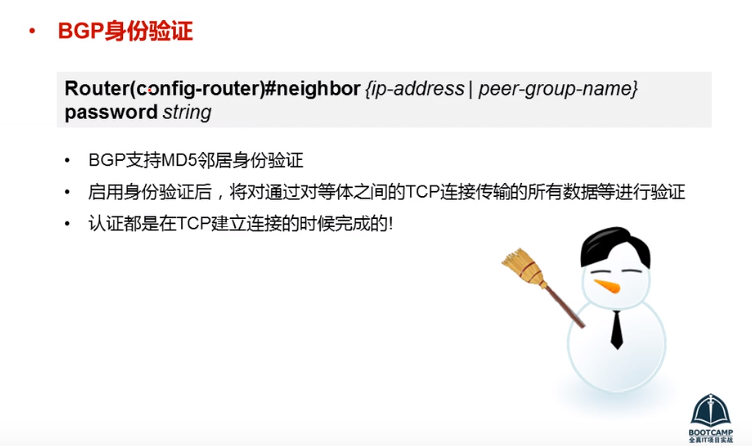 • BGP身份验证
Router(config-router)#neighbor {ip-address | peer-group-name}
password string
• BGP支持MD5邻居身份验证
• 启用身份验证后，将对通过对等体之间的TCP连接传输的所有数据等进行验证
• 认证都是在TCP建立连接的时候完成的!
BOOTCAMP
全真IT项目实战